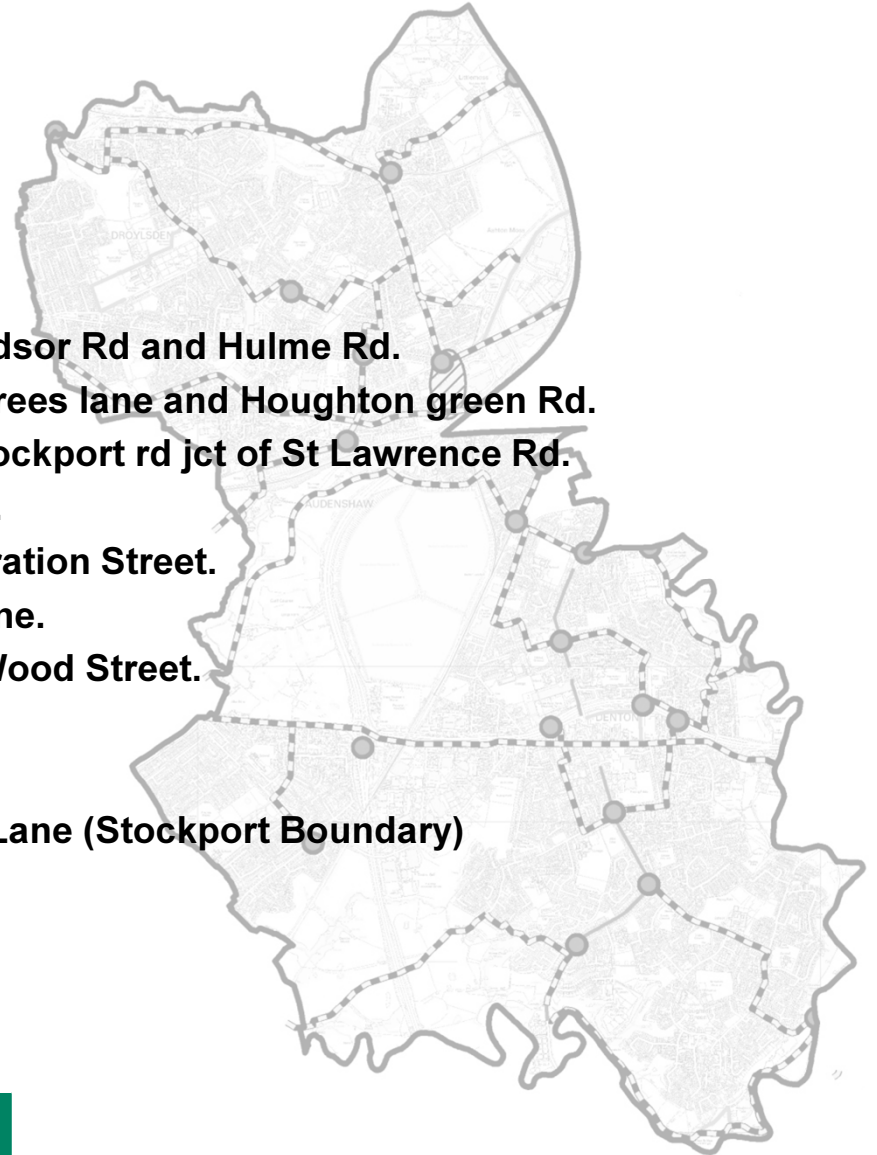 dsor Rd and Hulme Rd.
rees lane and Houghton green Rd.
ockport rd jct of St Lawrence Rd.
.
ration Street.
ne.
Wood Street.
Lane (Stockport Boundary)
DROYLSDEN
AUDENSHAW
DENTON